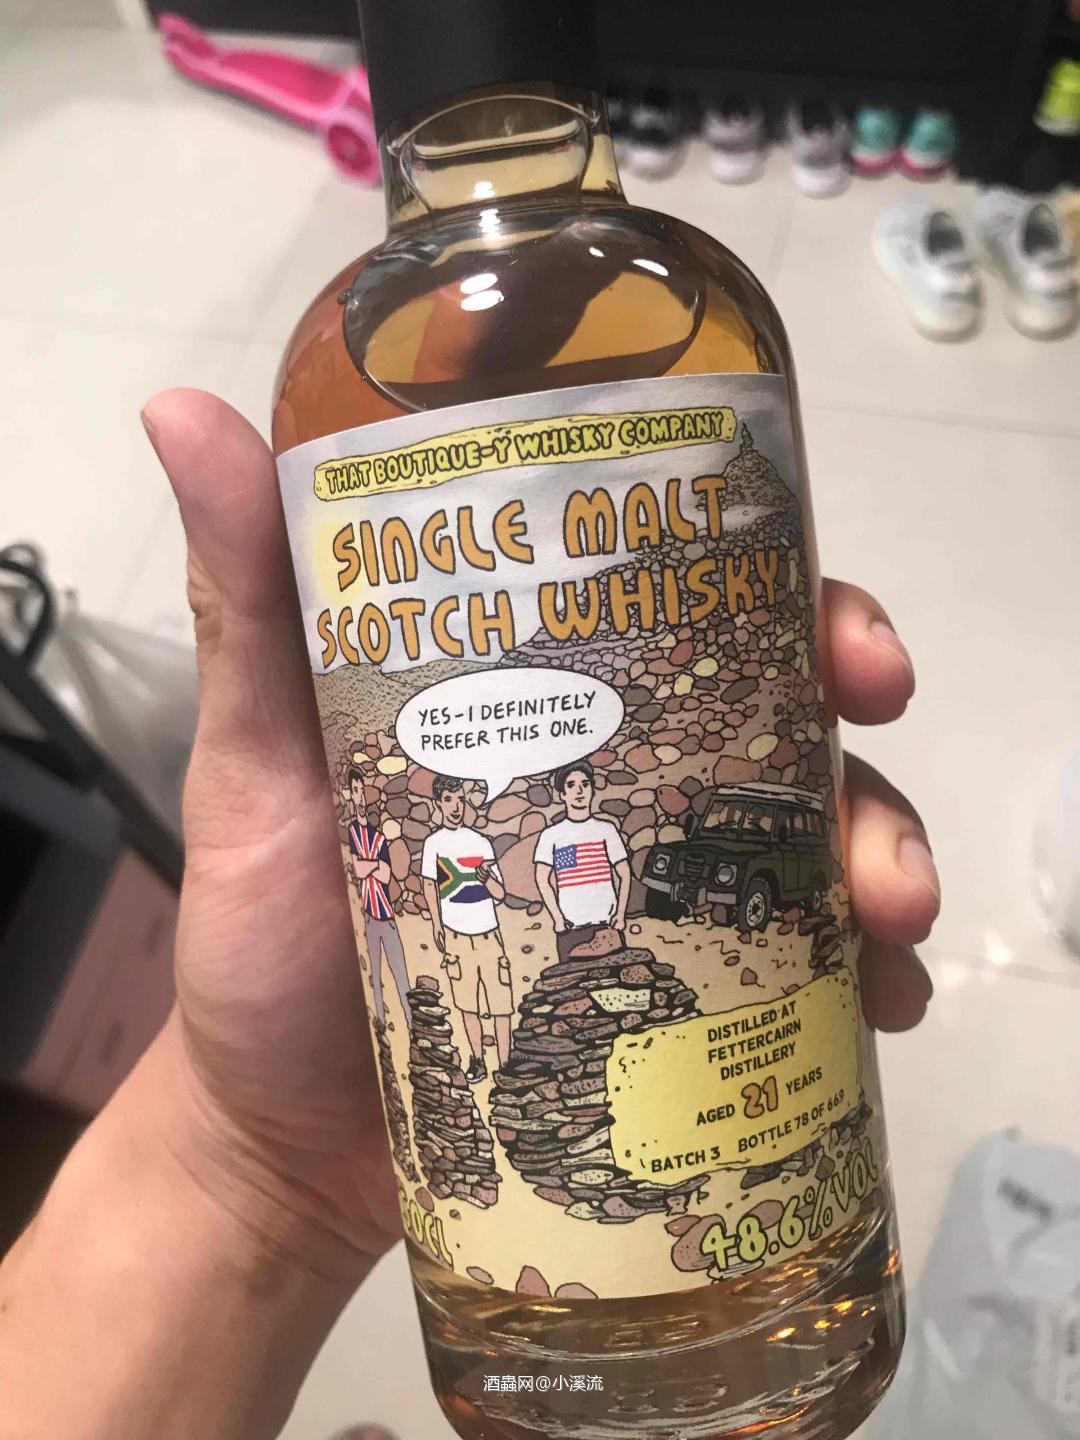 THAT BOUTIQUE-Y WHISKY COMPANY
SINGLE MALT
SCOTCH WHISKY
YES-I DEFINITELY
PREFER THIS ONE.
DISTILLED AT
FETTERCAIRN
DISTILLERY
AGED 21 YEARS
BATCH 3 BOTTLE 78 OF 669
50CL
48.6%VOL
酒蟲网@小溪流